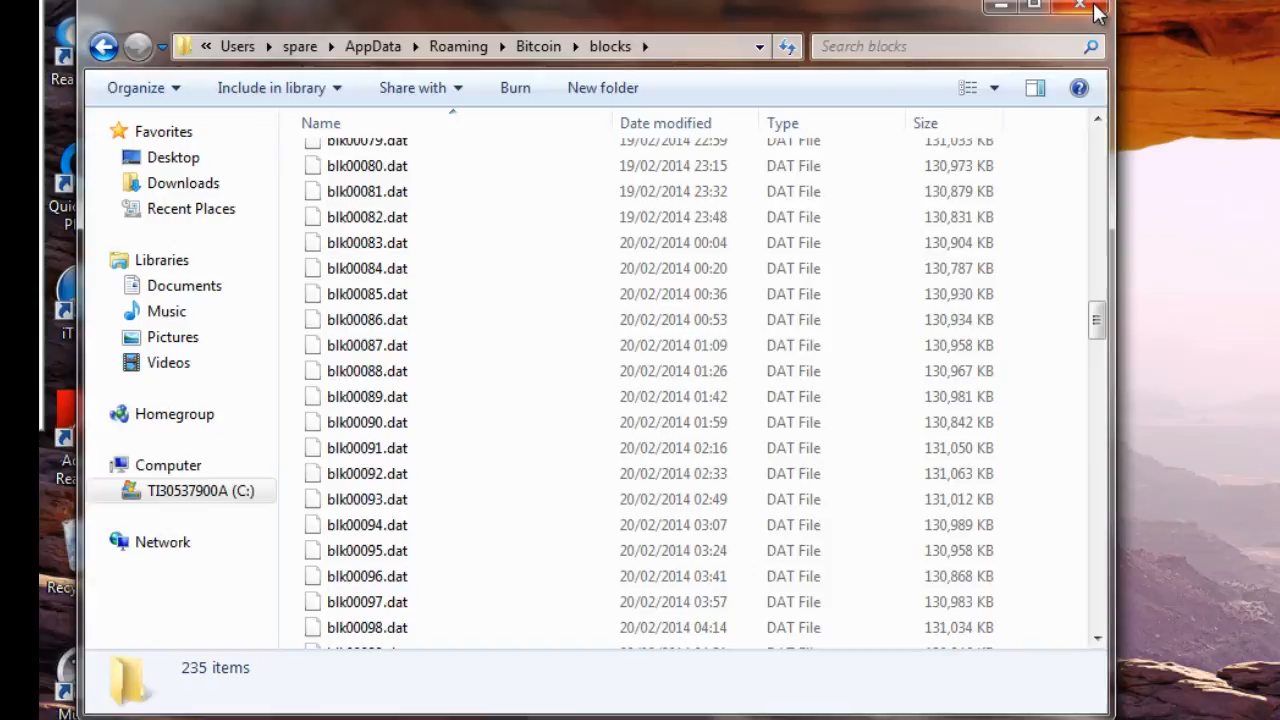 « Users ▸ spare ▸ AppData ▸ Roaming ▸ Bitcoin ▸ blocks ▸
Search blocks
Organize Include in library Share with Burn New folder
Name Date modified Type Size
Favorites
Desktop
Downloads
Recent Places
Libraries
Documents
Music
Pictures
Videos
Homegroup
Computer
TI30537900A (C:)
Network
blk00079.dat 19/02/2014 22:59 DAT File 131,033 KB
blk00080.dat 19/02/2014 23:15 DAT File 130,973 KB
blk00081.dat 19/02/2014 23:32 DAT File 130,879 KB
blk00082.dat 19/02/2014 23:48 DAT File 130,831 KB
blk00083.dat 20/02/2014 00:04 DAT File 130,904 KB
blk00084.dat 20/02/2014 00:20 DAT File 130,787 KB
blk00085.dat 20/02/2014 00:36 DAT File 130,930 KB
blk00086.dat 20/02/2014 00:53 DAT File 130,934 KB
blk00087.dat 20/02/2014 01:09 DAT File 130,958 KB
blk00088.dat 20/02/2014 01:26 DAT File 130,967 KB
blk00089.dat 20/02/2014 01:42 DAT File 130,981 KB
blk00090.dat 20/02/2014 01:59 DAT File 130,842 KB
blk00091.dat 20/02/2014 02:16 DAT File 131,050 KB
blk00092.dat 20/02/2014 02:33 DAT File 131,063 KB
blk00093.dat 20/02/2014 02:49 DAT File 131,012 KB
blk00094.dat 20/02/2014 03:07 DAT File 130,989 KB
blk00095.dat 20/02/2014 03:24 DAT File 130,958 KB
blk00096.dat 20/02/2014 03:41 DAT File 130,868 KB
blk00097.dat 20/02/2014 03:57 DAT File 130,983 KB
blk00098.dat 20/02/2014 04:14 DAT File 131,034 KB
235 items
Rea
Quic
Pl
iT
Ac
Rea
Recy